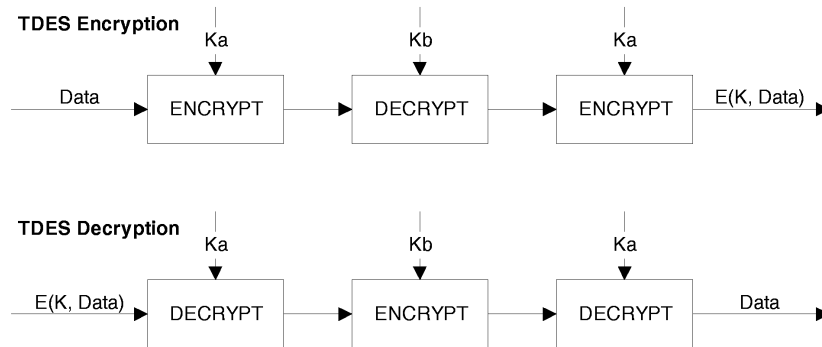 TDES Encryption
Ka Kb Ka
Data ENCRYPT DECRYPT ENCRYPT E(K, Data)
TDES Decryption
Ka Kb Ka
E(K, Data) DECRYPT ENCRYPT DECRYPT Data